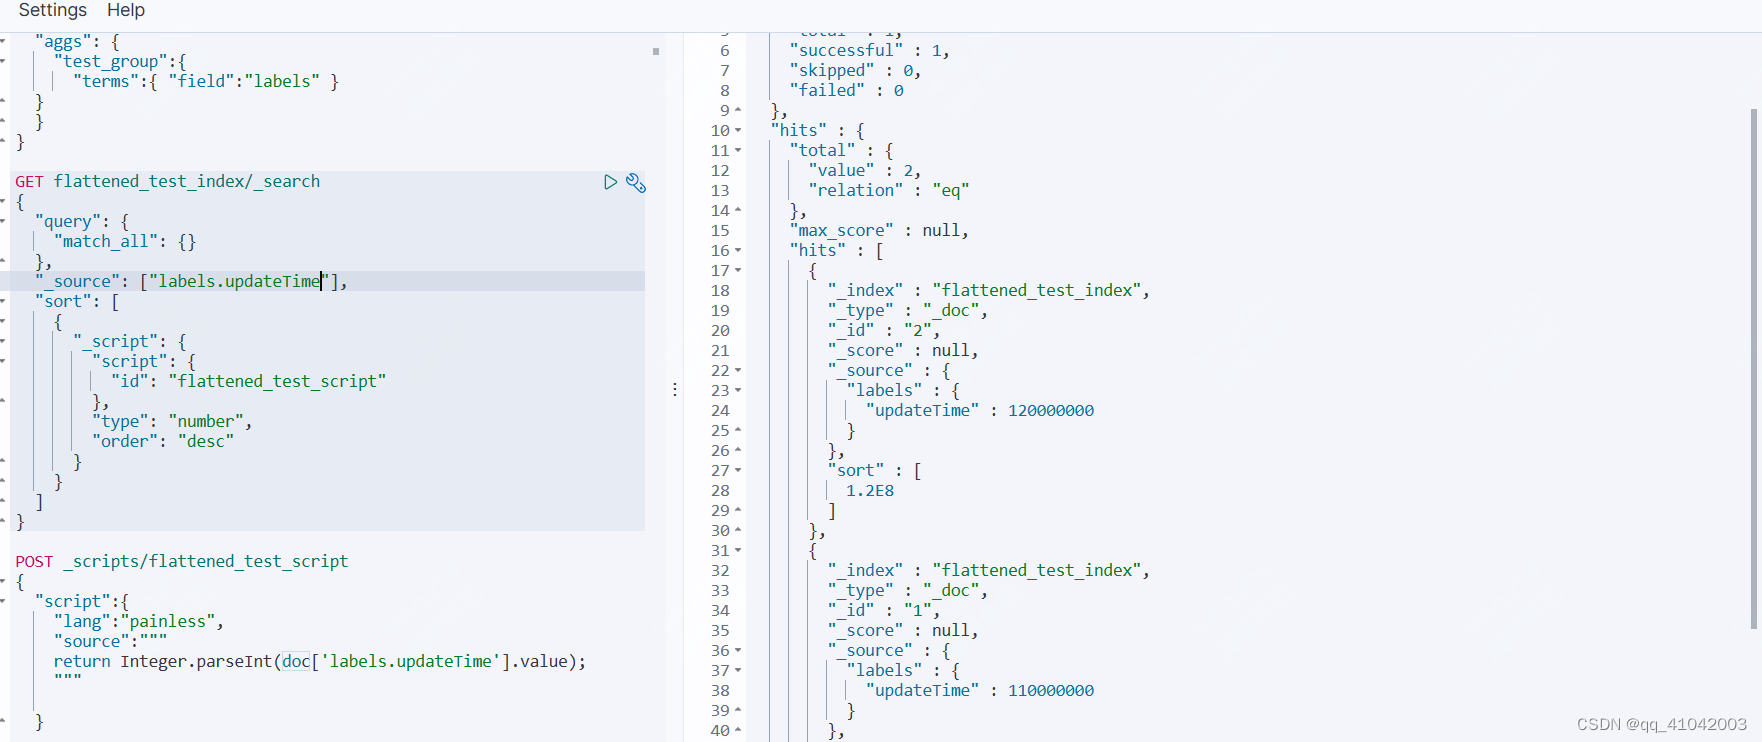 Settings Help
"aggs": {
"test_group":{
"terms":{ "field":"labels" }
}
}
}
GET flattened_test_index/_search
{
"query": {
"match_all": {}
},
"_source": ["labels.updateTime"],
"sort": [
{
"_script": {
"script": {
"id": "flattened_test_script"
},
"type": "number",
"order": "desc"
}
}
]
}
POST _scripts/flattened_test_script
{
"script":{
"lang":"painless",
"source":"""
return Integer.parseInt(doc['labels.updateTime'].value);
"""
}
5 "total" : 1,
6 "successful" : 1,
7 "skipped" : 0,
8 "failed" : 0
9 },
10 "hits" : {
11 "total" : {
12 "value" : 2,
13 "relation" : "eq"
14 },
15 "max_score" : null,
16 "hits" : [
17 {
18 "_index" : "flattened_test_index",
19 "_type" : "_doc",
20 "_id" : "2",
21 "_score" : null,
22 "_source" : {
23 "labels" : {
24 "updateTime" : 120000000
25 }
26 },
27 "sort" : [
28 1.2E8
29 ]
30 },
31 {
32 "_index" : "flattened_test_index",
33 "_type" : "_doc",
34 "_id" : "1",
35 "_score" : null,
36 "_source" : {
37 "labels" : {
38 "updateTime" : 110000000
39 }
40 },
CSDN @qq_41042003